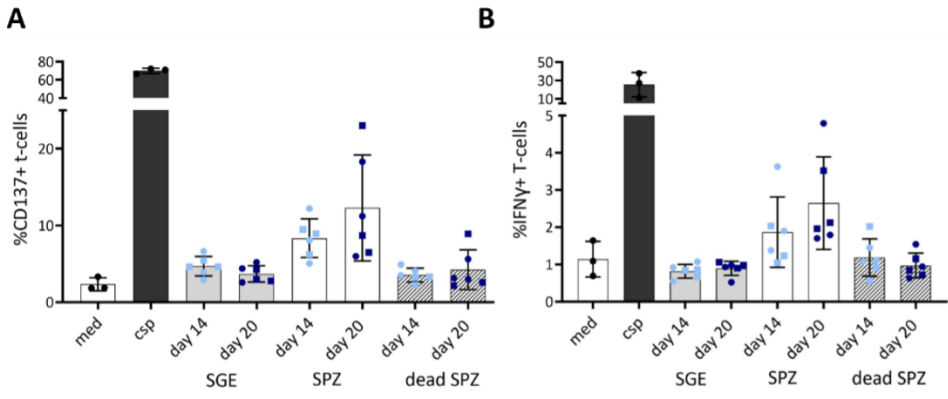 A
%CD137+ t-cells
80
60
40
20
10
0
med
csp
day 14
day 20
day 14
day 20
day 14
day 20
SGE
SPZ
dead SPZ
B
%IFNγ+ T-cells
50
30
10
5
4
3
2
1
0
med
csp
day 14
day 20
day 14
day 20
day 14
day 20
SGE
SPZ
dead SPZ